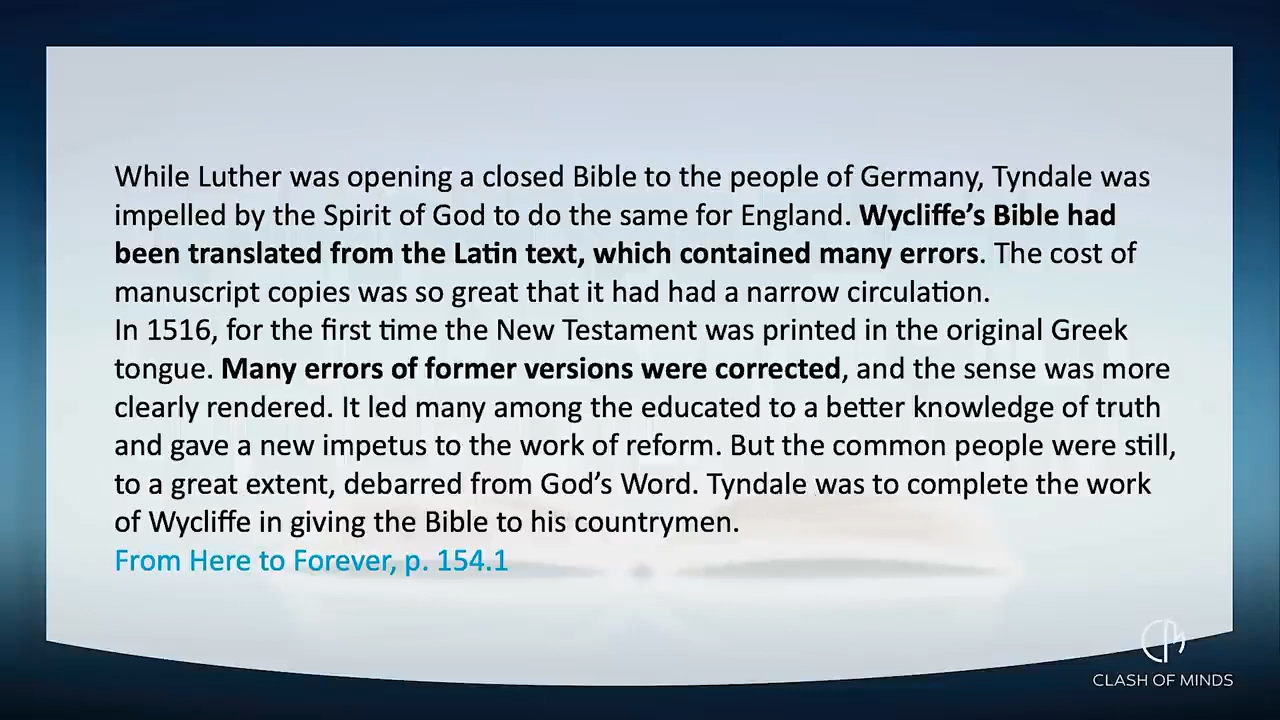 While Luther was opening a closed Bible to the people of Germany, Tyndale was
impelled by the Spirit of God to do the same for England. Wycliffe’s Bible had
been translated from the Latin text, which contained many errors. The cost of
manuscript copies was so great that it had had a narrow circulation.
In 1516, for the first time the New Testament was printed in the original Greek
tongue. Many errors of former versions were corrected, and the sense was more
clearly rendered. It led many among the educated to a better knowledge of truth
and gave a new impetus to the work of reform. But the common people were still,
to a great extent, debarred from God’s Word. Tyndale was to complete the work
of Wycliffe in giving the Bible to his countrymen.
From Here to Forever, p. 154.1
CLASH OF MINDS